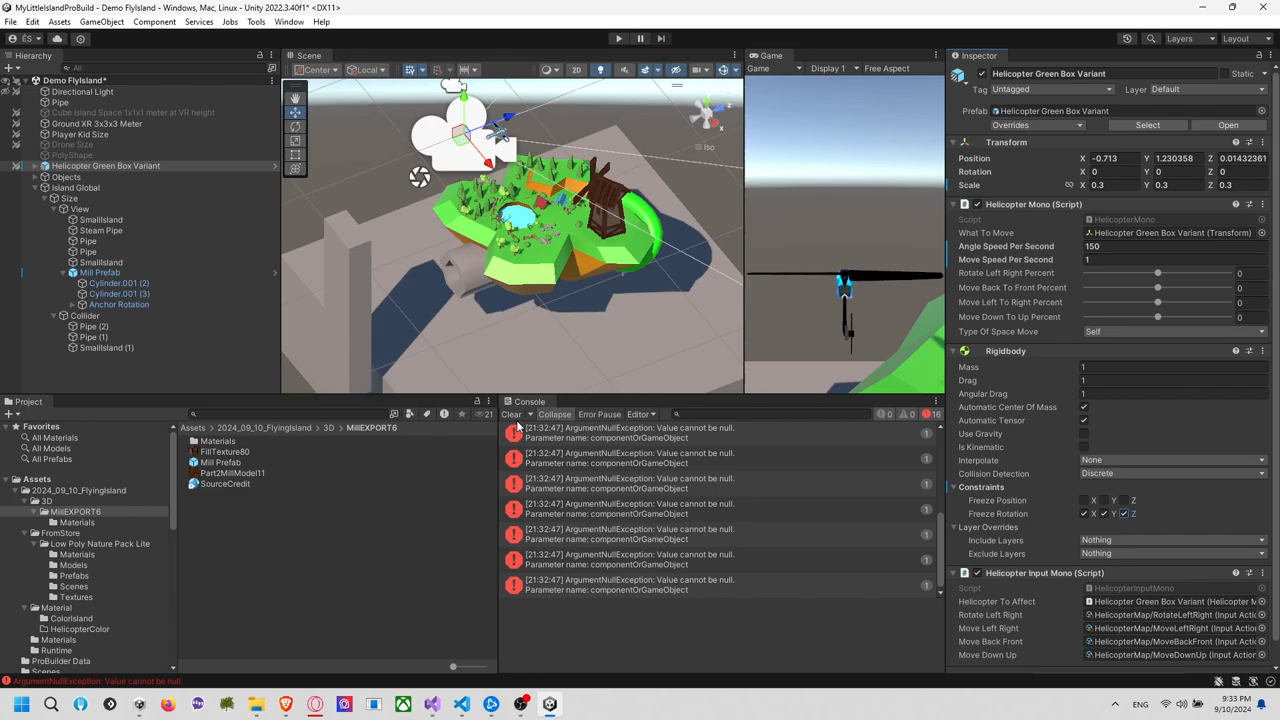 MyLittleIslandProBuild - Demo FlyIsland - Windows, Mac, Linux - Unity 2022.3.40f1* <DX11>
File Edit Assets GameObject Component Services Jobs Tools Window Help
ÉS
Layers Layout
Hierarchy
All
Demo FlyIsland*
Directional Light
Pipe
Cube Island Space 1x1x1 meter at VR height
Ground XR 3x3x3 Meter
Player Kid Size
Drone Size
PolyShape
Helicopter Green Box Variant
Objects
Island Global
Size
View
SmallIsland
Steam Pipe
Pipe
Pipe
SmallIsland
Mill Prefab
Cylinder.001 (2)
Cylinder.001 (3)
Anchor Rotation
Collider
Pipe (2)
Pipe (1)
SmallIsland (1)
Scene
Center Local 2D
y
z
x
Iso
Game
Game Display 1 Free Aspect
Inspector
Helicopter Green Box Variant Static
Tag Untagged Layer Default
Prefab Helicopter Green Box Variant
Overrides Select Open
Transform
Position X -0.713 Y 1.230358 Z 0.01432361
Rotation X 0 Y 0 Z 0
Scale X 0.3 Y 0.3 Z 0.3
Helicopter Mono (Script)
Script HelicopterMono
What To Move Helicopter Green Box Variant (Transform)
Angle Speed Per Second 150
Move Speed Per Second 1
Rotate Left Right Percent 0
Move Back To Front Percent 0
Move Left To Right Percent 0
Move Down To Up Percent 0
Type Of Space Move Self
Rigidbody
Mass 1
Drag 1
Angular Drag 1
Automatic Center Of Mass
Automatic Tensor
Use Gravity
Is Kinematic
Interpolate None
Collision Detection Discrete
Constraints
Freeze Position X Y Z
Freeze Rotation X Y Z
Layer Overrides
Include Layers Nothing
Exclude Layers Nothing
Helicopter Input Mono (Script)
Script HelicopterInputMono
Helicopter To Affect Helicopter Green Box Variant (Helicopter M
Rotate Left Right HelicopterMap/RotateLeftRight (Input Action
Move Left Right HelicopterMap/MoveLeftRight (Input Action
Move Back Front HelicopterMap/MoveBackFront (Input Action
Move Down Up HelicopterMap/MoveDownUp (Input Action
Project
21
Favorites
All Materials
All Models
All Prefabs
Assets
2024_09_10_FlyingIsland
3D
MillEXPORT6
Materials
FromStore
Low Poly Nature Pack Lite
Materials
Models
Prefabs
Scenes
Textures
Material
ColorIsland
HelicopterColor
Materials
Runtime
ProBuilder Data
Scenes
Assets > 2024_09_10_FlyingIsland > 3D > MillEXPORT6
Materials
FillTexture80
Mill Prefab
Part2MillModel11
SourceCredit
Console
Clear Collapse Error Pause Editor 0 0 16
[21:32:47] ArgumentNullException: Value cannot be null. 1
Parameter name: componentOrGameObject
[21:32:47] ArgumentNullException: Value cannot be null. 1
Parameter name: componentOrGameObject
[21:32:47] ArgumentNullException: Value cannot be null. 1
Parameter name: componentOrGameObject
[21:32:47] ArgumentNullException: Value cannot be null. 1
Parameter name: componentOrGameObject
[21:32:47] ArgumentNullException: Value cannot be null. 1
Parameter name: componentOrGameObject
[21:32:47] ArgumentNullException: Value cannot be null. 1
Parameter name: componentOrGameObject
[21:32:47] ArgumentNullException: Value cannot be null. 1
Parameter name: componentOrGameObject
ArgumentNullException: Value cannot be null.
ENG
9:33 PM
9/10/2024